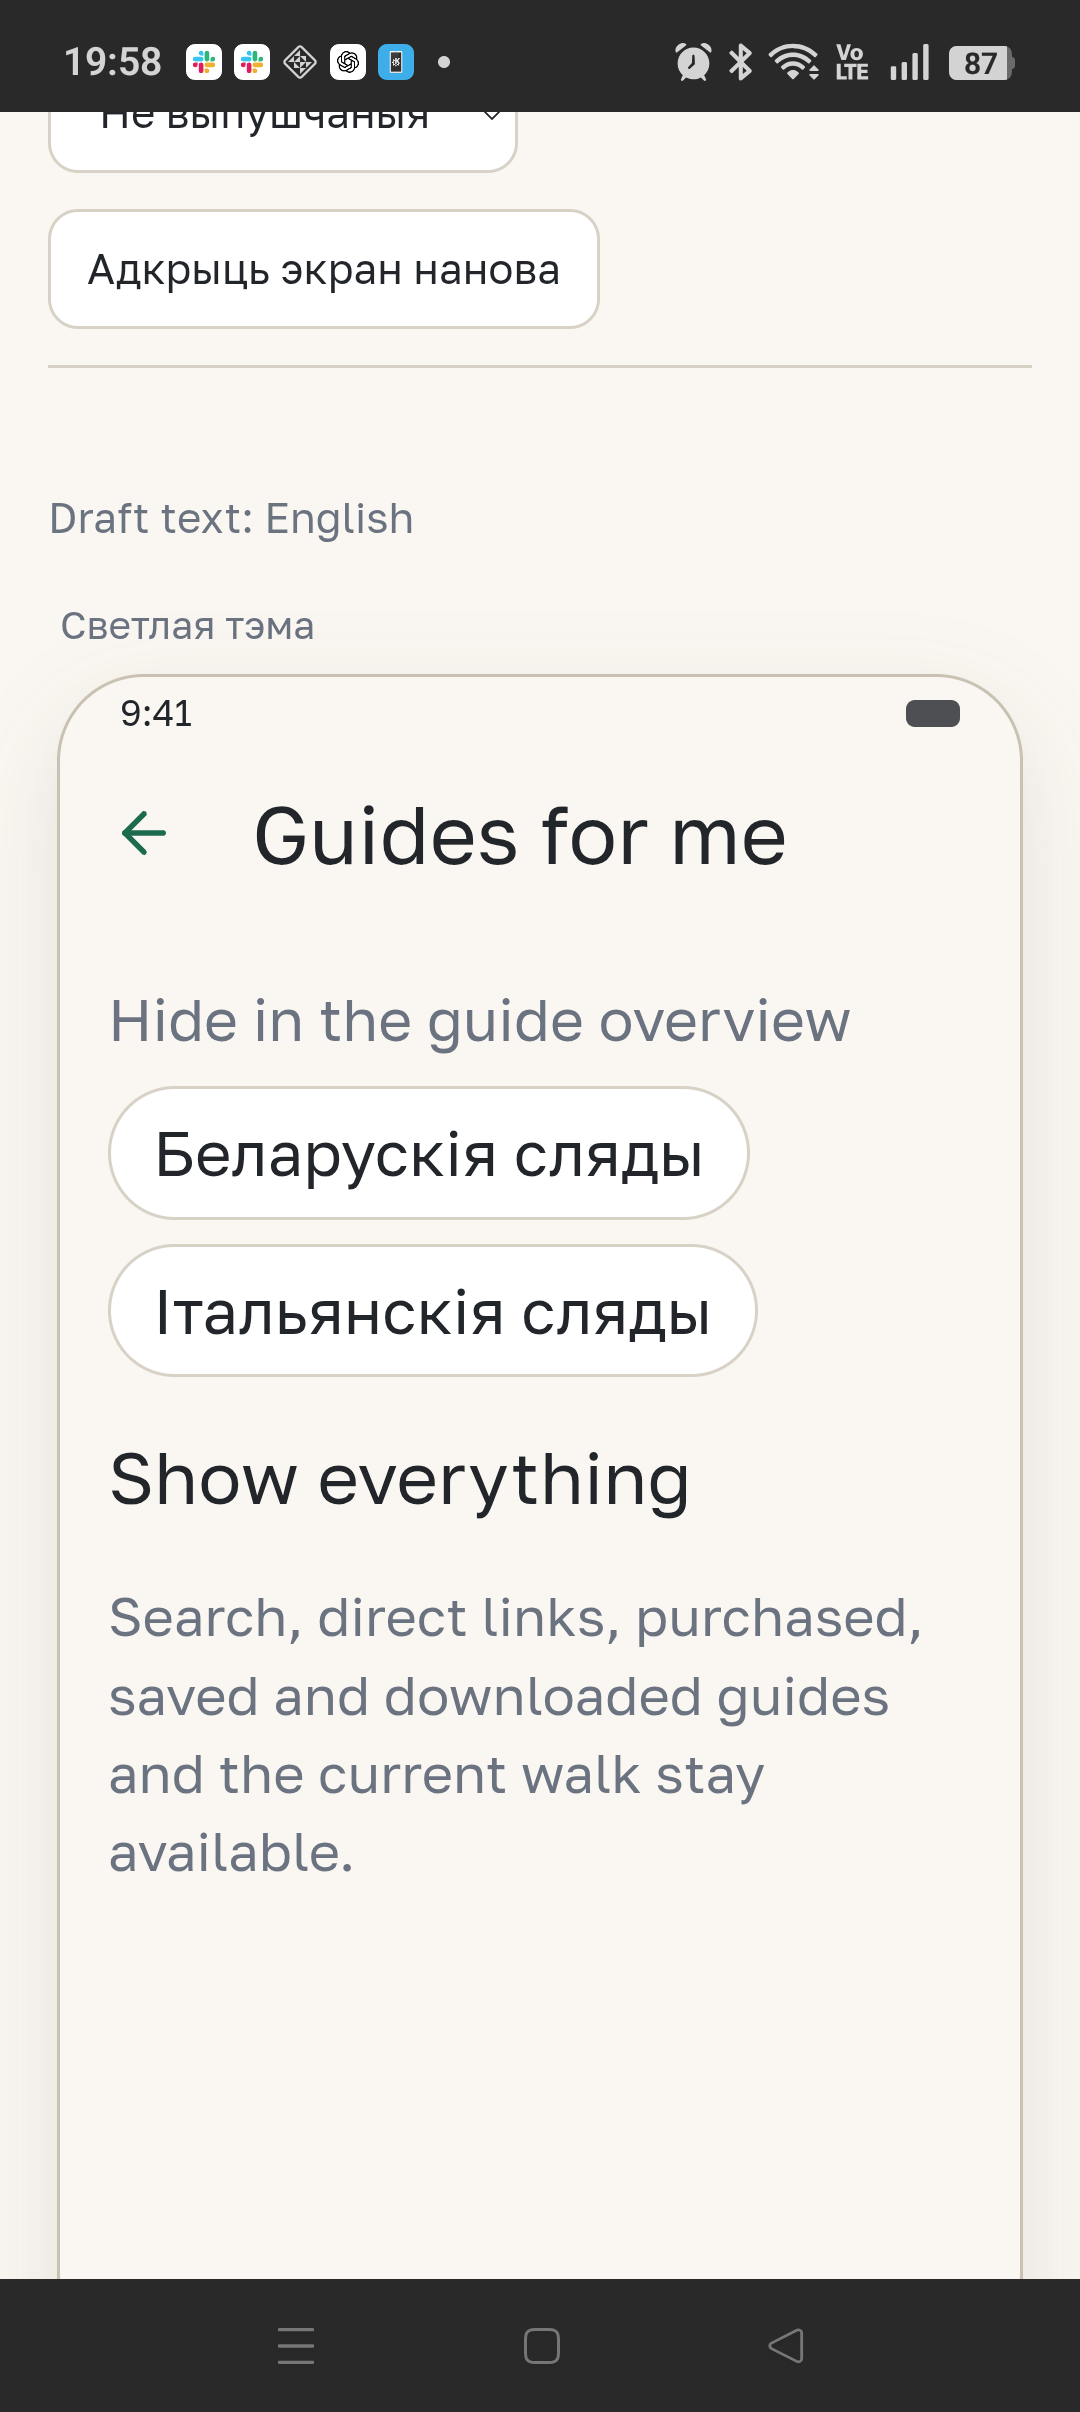 19:58
Vo
LTE
87
Не выпушчаныя
Адкрыць экран нанова
Draft text: English
Светлая тэма
9:41
Guides for me
Hide in the guide overview
Беларускія сляды
Італьянскія сляды
Show everything
Search, direct links, purchased,
saved and downloaded guides
and the current walk stay
available.